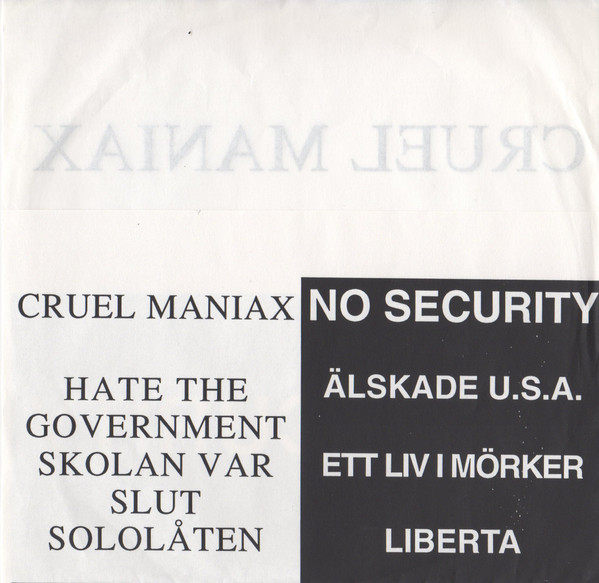 CRUEL MANIAX
CRUEL MANIAX
HATE THE
GOVERNMENT
SKOLAN VAR
SLUT
SOLOLÅTEN
NO SECURITY
ÄLSKADE U.S.A.
ETT LIV I MÖRKER
LIBERTA